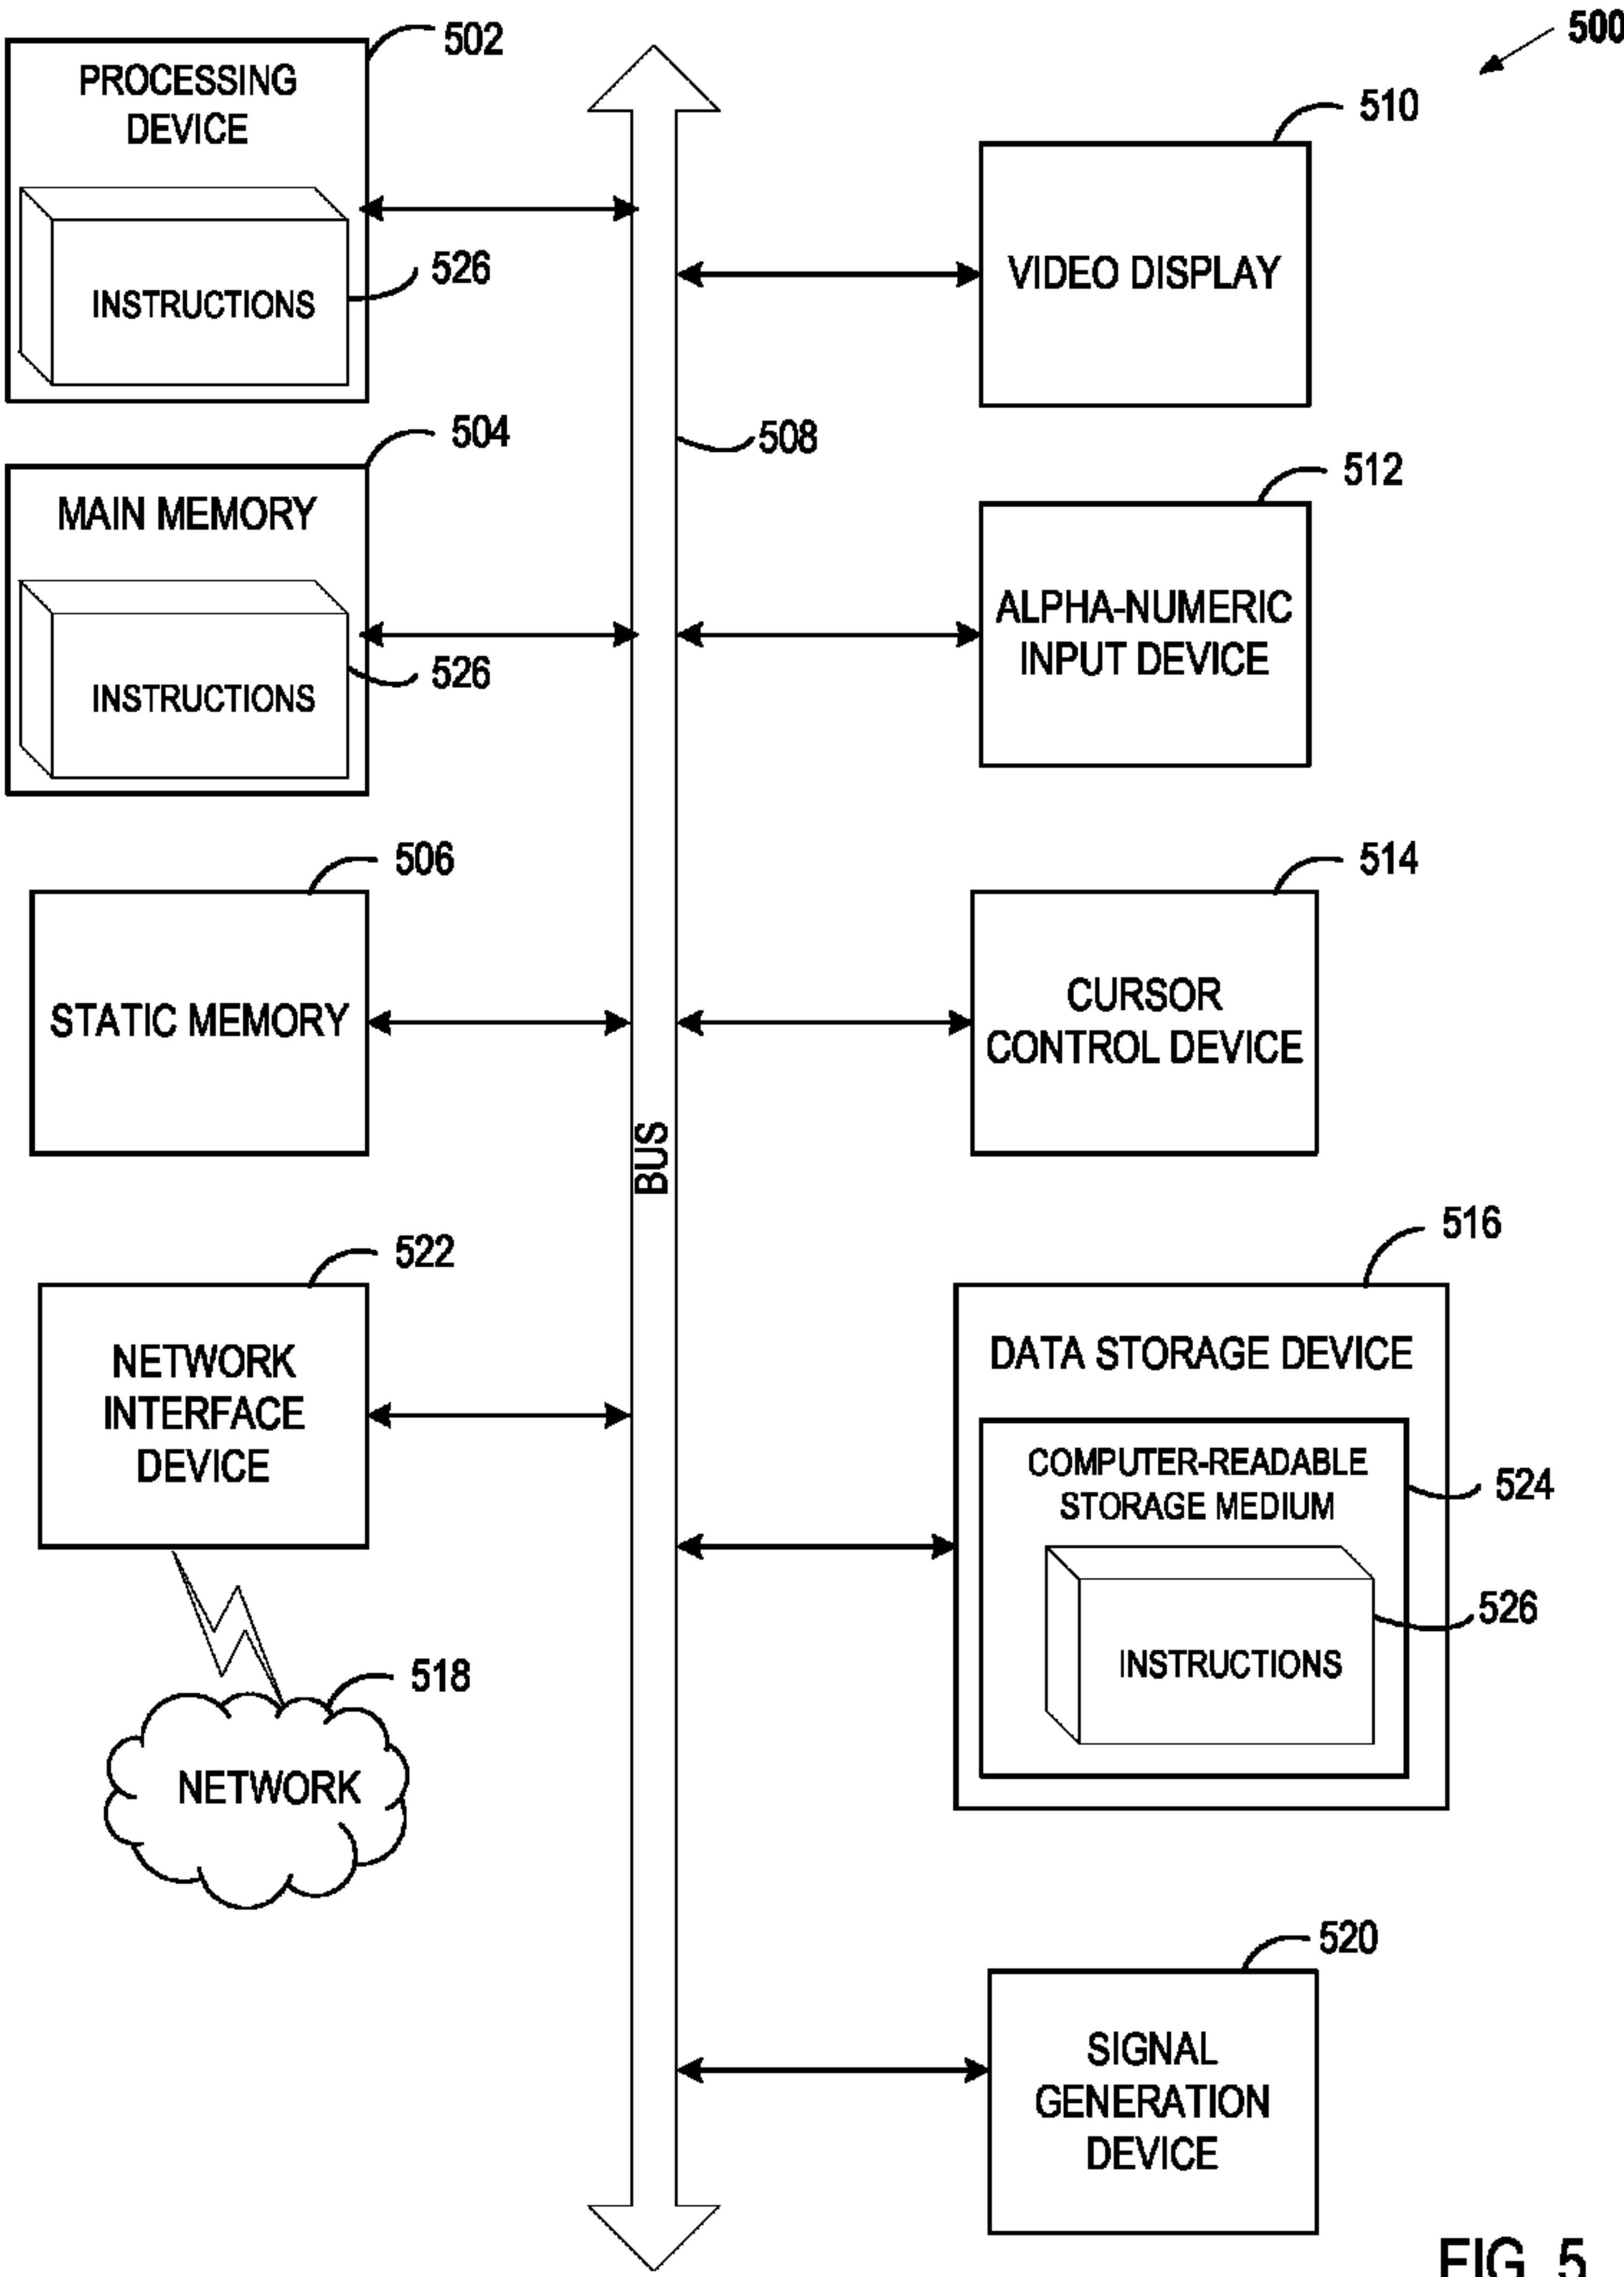 500
502
PROCESSING
DEVICE
INSTRUCTIONS
526
510
VIDEO DISPLAY
504
MAIN MEMORY
INSTRUCTIONS
526
508
512
ALPHA-NUMERIC
INPUT DEVICE
506
STATIC MEMORY
514
CURSOR
CONTROL DEVICE
BUS
522
NETWORK
INTERFACE
DEVICE
516
DATA STORAGE DEVICE
COMPUTER-READABLE
STORAGE MEDIUM
524
INSTRUCTIONS
526
518
NETWORK
520
SIGNAL
GENERATION
DEVICE
FIG. 5